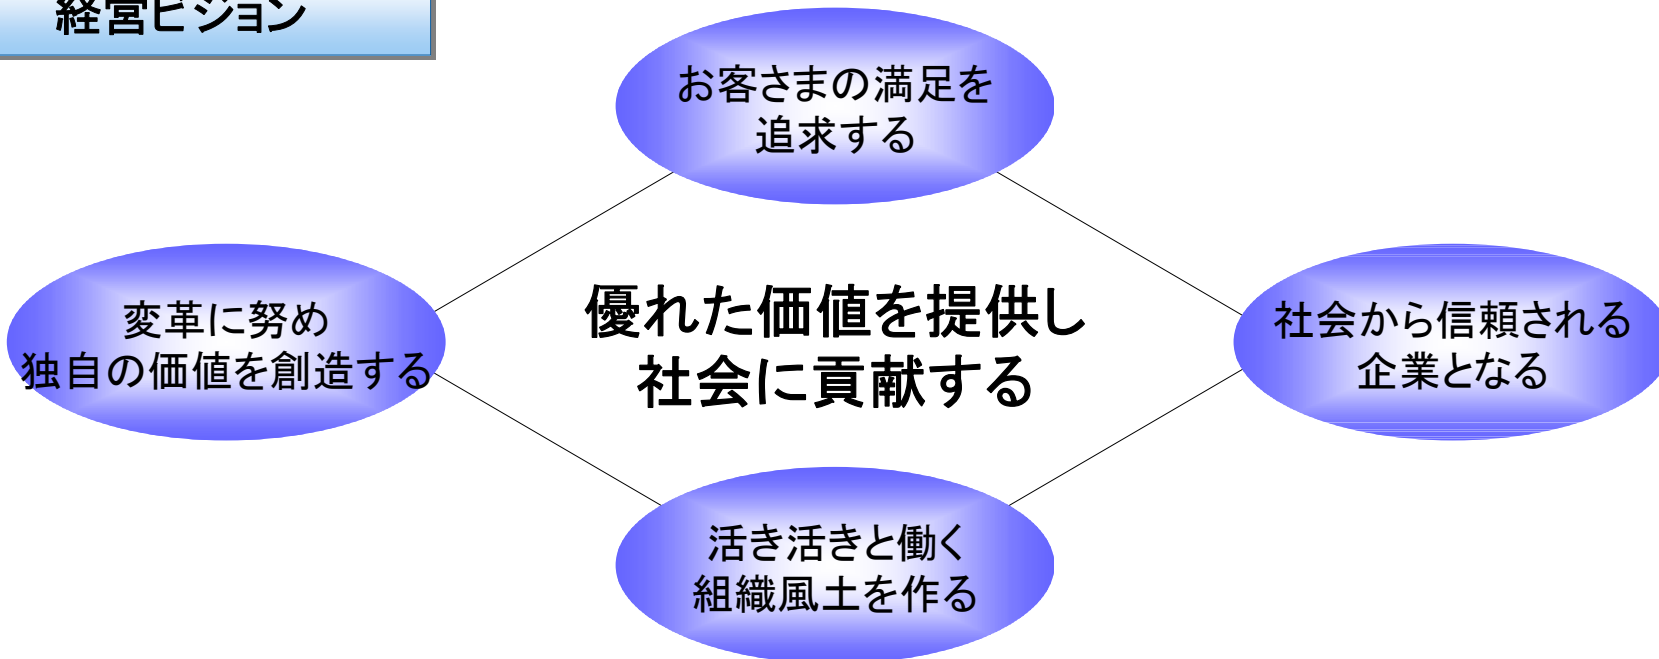 経営ビジョン
お客さまの満足を
追求する
変革に努め
独自の価値を創造する
優れた価値を提供し
社会に貢献する
社会から信頼される
企業となる
活き活きと働く
組織風土を作る